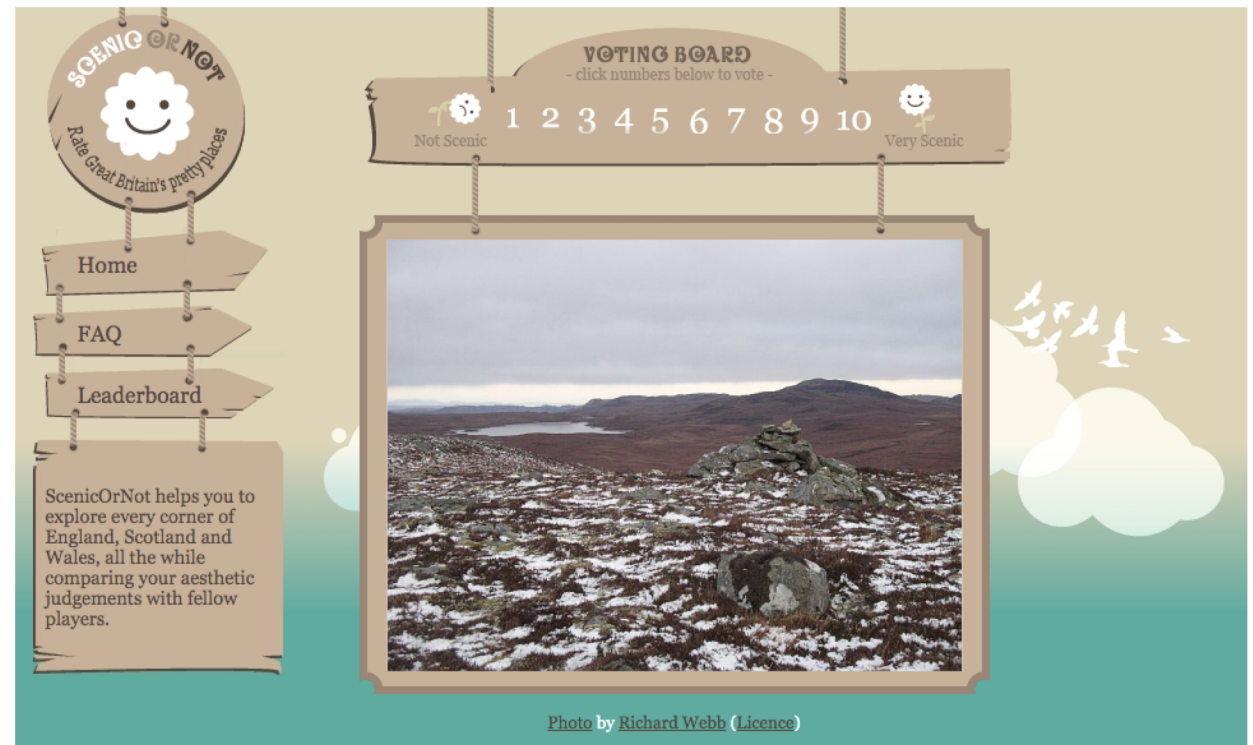 SCENIC OR NOT
Rate Great Britain's pretty places
Home
FAQ
Leaderboard
ScenicOrNot helps you to
explore every corner of
England, Scotland and
Wales, all the while
comparing your aesthetic
judgements with fellow
players.
VOTING BOARD
- click numbers below to vote -
1 2 3 4 5 6 7 8 9 10
Not Scenic
Very Scenic
Photo by Richard Webb (Licence)